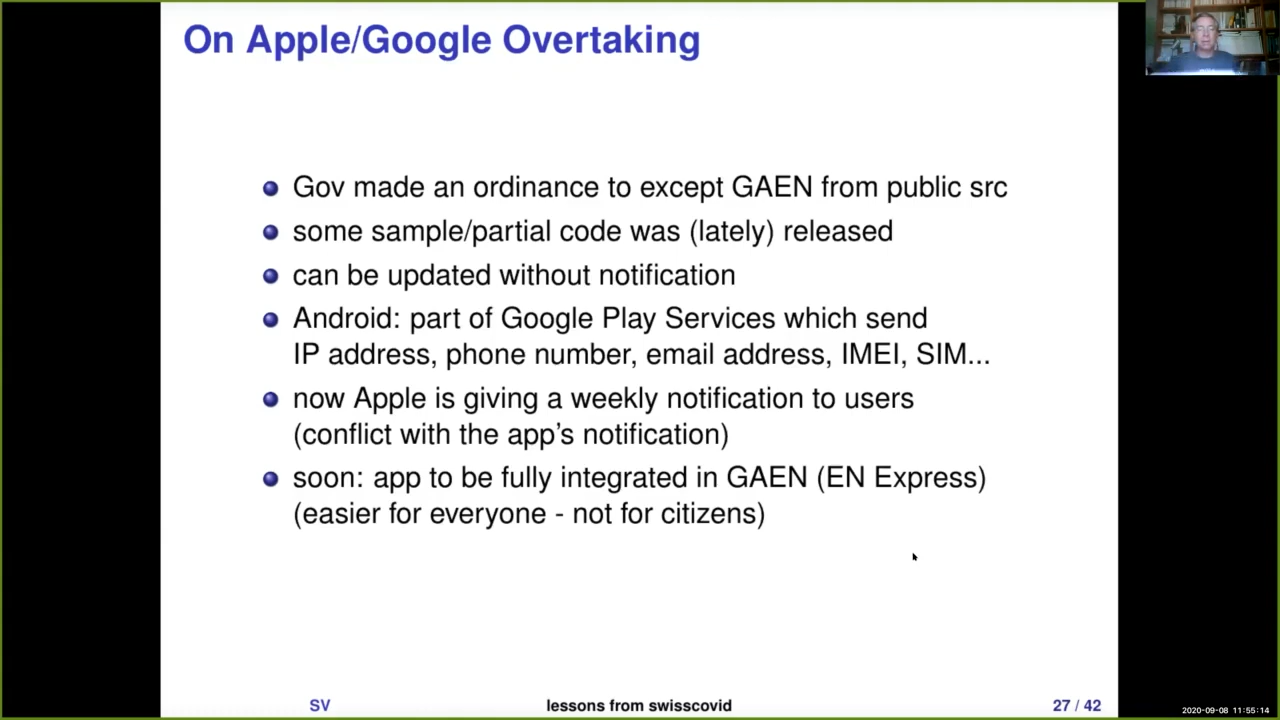 On Apple/Google Overtaking
Gov made an ordinance to except GAEN from public src
some sample/partial code was (lately) released
can be updated without notification
Android: part of Google Play Services which send
IP address, phone number, email address, IMEI, SIM...
now Apple is giving a weekly notification to users
(conflict with the app's notification)
soon: app to be fully integrated in GAEN (EN Express)
(easier for everyone - not for citizens)
SV
lessons from swisscovid
27 / 42
2020-09-08 11:55:14